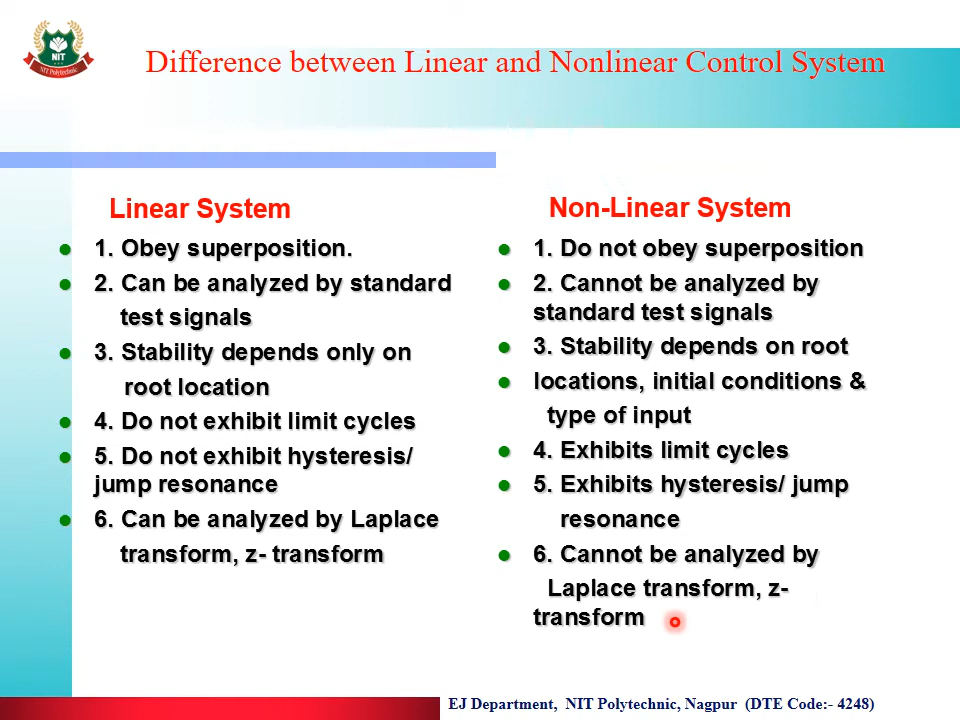 NIT
NIT Polytechnic
Difference between Linear and Nonlinear Control System
Linear System
1. Obey superposition.
2. Can be analyzed by standard
test signals
3. Stability depends only on
root location
4. Do not exhibit limit cycles
5. Do not exhibit hysteresis/
jump resonance
6. Can be analyzed by Laplace
transform, z- transform
Non-Linear System
1. Do not obey superposition
2. Cannot be analyzed by
standard test signals
3. Stability depends on root
locations, initial conditions &
type of input
4. Exhibits limit cycles
5. Exhibits hysteresis/ jump
resonance
6. Cannot be analyzed by
Laplace transform, z-
transform
EJ Department, NIT Polytechnic, Nagpur (DTE Code:- 4248)